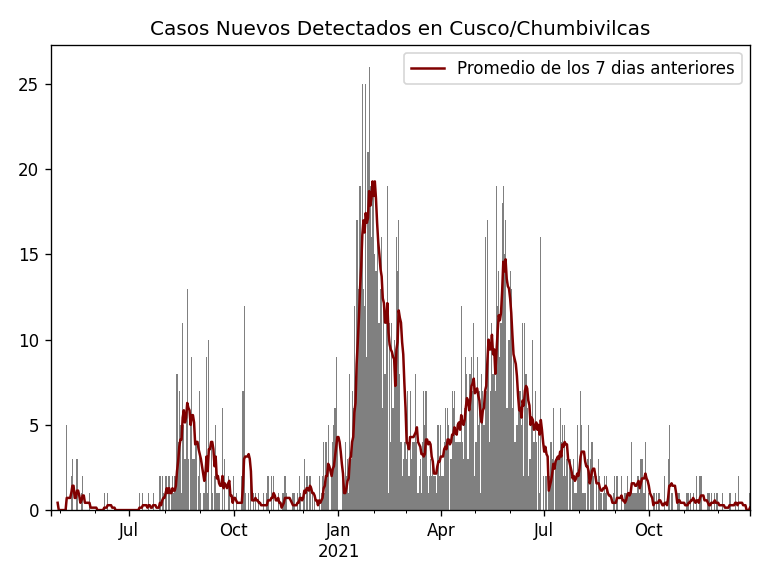 Casos Nuevos Detectados en Cusco/Chumbivilcas
Promedio de los 7 dias anteriores
25
20
15
10
5
0
Jul
Oct
Jan
2021
Apr
Jul
Oct